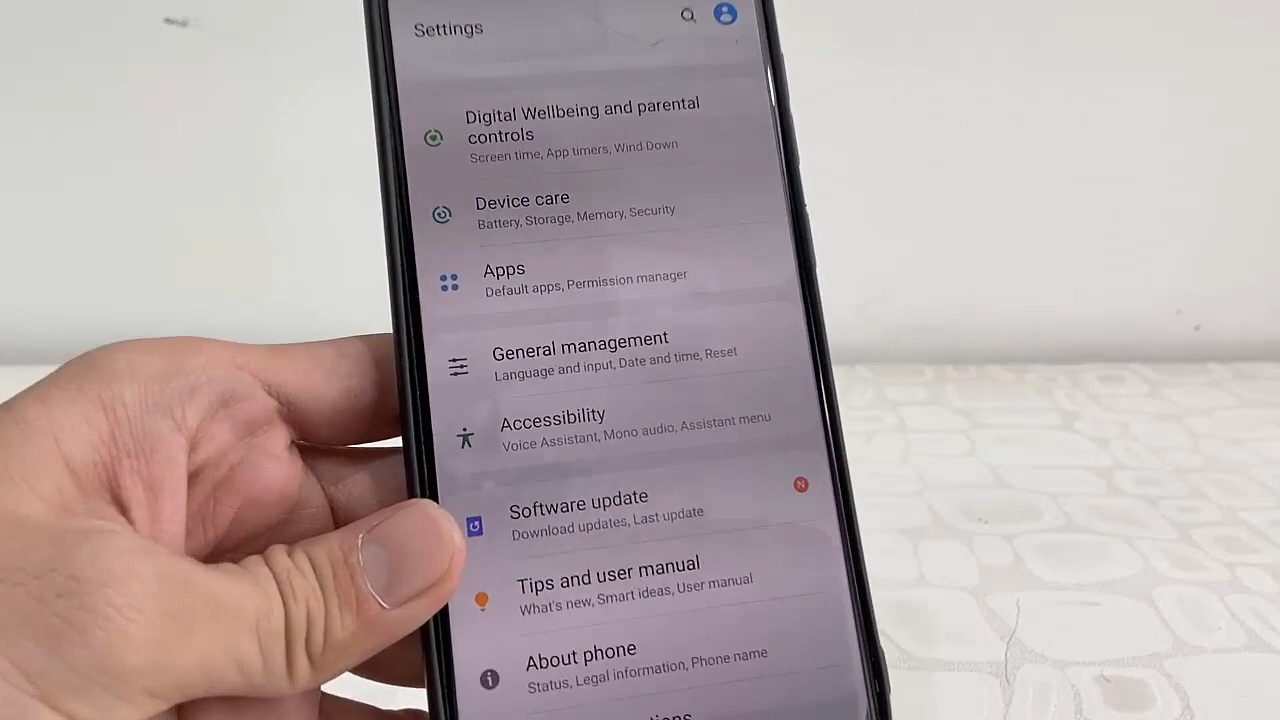 Settings
Digital Wellbeing and parental
controls
Screen time, App timers, Wind Down
Device care
Battery, Storage, Memory, Security
Apps
Default apps, Permission manager
General management
Language and input, Date and time, Reset
Accessibility
Voice Assistant, Mono audio, Assistant menu
Software update
N
Download updates, Last update
Tips and user manual
What's new, Smart ideas, User manual
About phone
Status, Legal information, Phone name